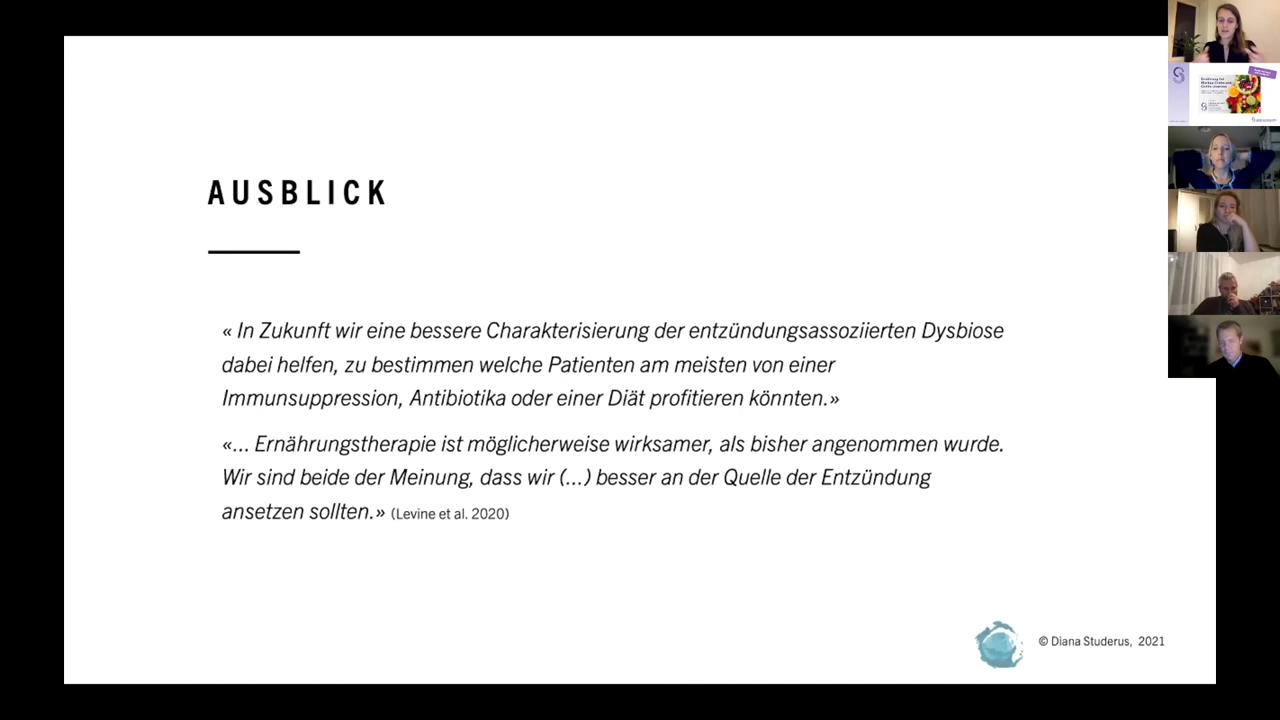 AUSBLICK
« In Zukunft wir eine bessere Charakterisierung der entzündungsassoziierten Dysbiose
dabei helfen, zu bestimmen welche Patienten am meisten von einer
Immunsuppression, Antibiotika oder einer Diät profitieren könnten.»
«... Ernährungstherapie ist möglicherweise wirksamer, als bisher angenommen wurde.
Wir sind beide der Meinung, dass wir (...) besser an der Quelle der Entzündung
ansetzen sollten.» (Levine et al. 2020)
© Diana Studerus, 2021